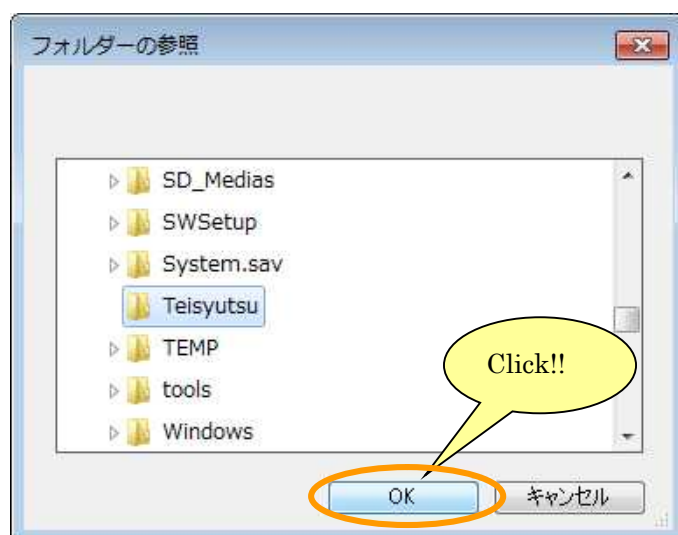 フォルダーの参照
SD_Medias
SWSetup
System.sav
Teisyutsu
TEMP
tools
Windows
Click!!
OK キャンセル